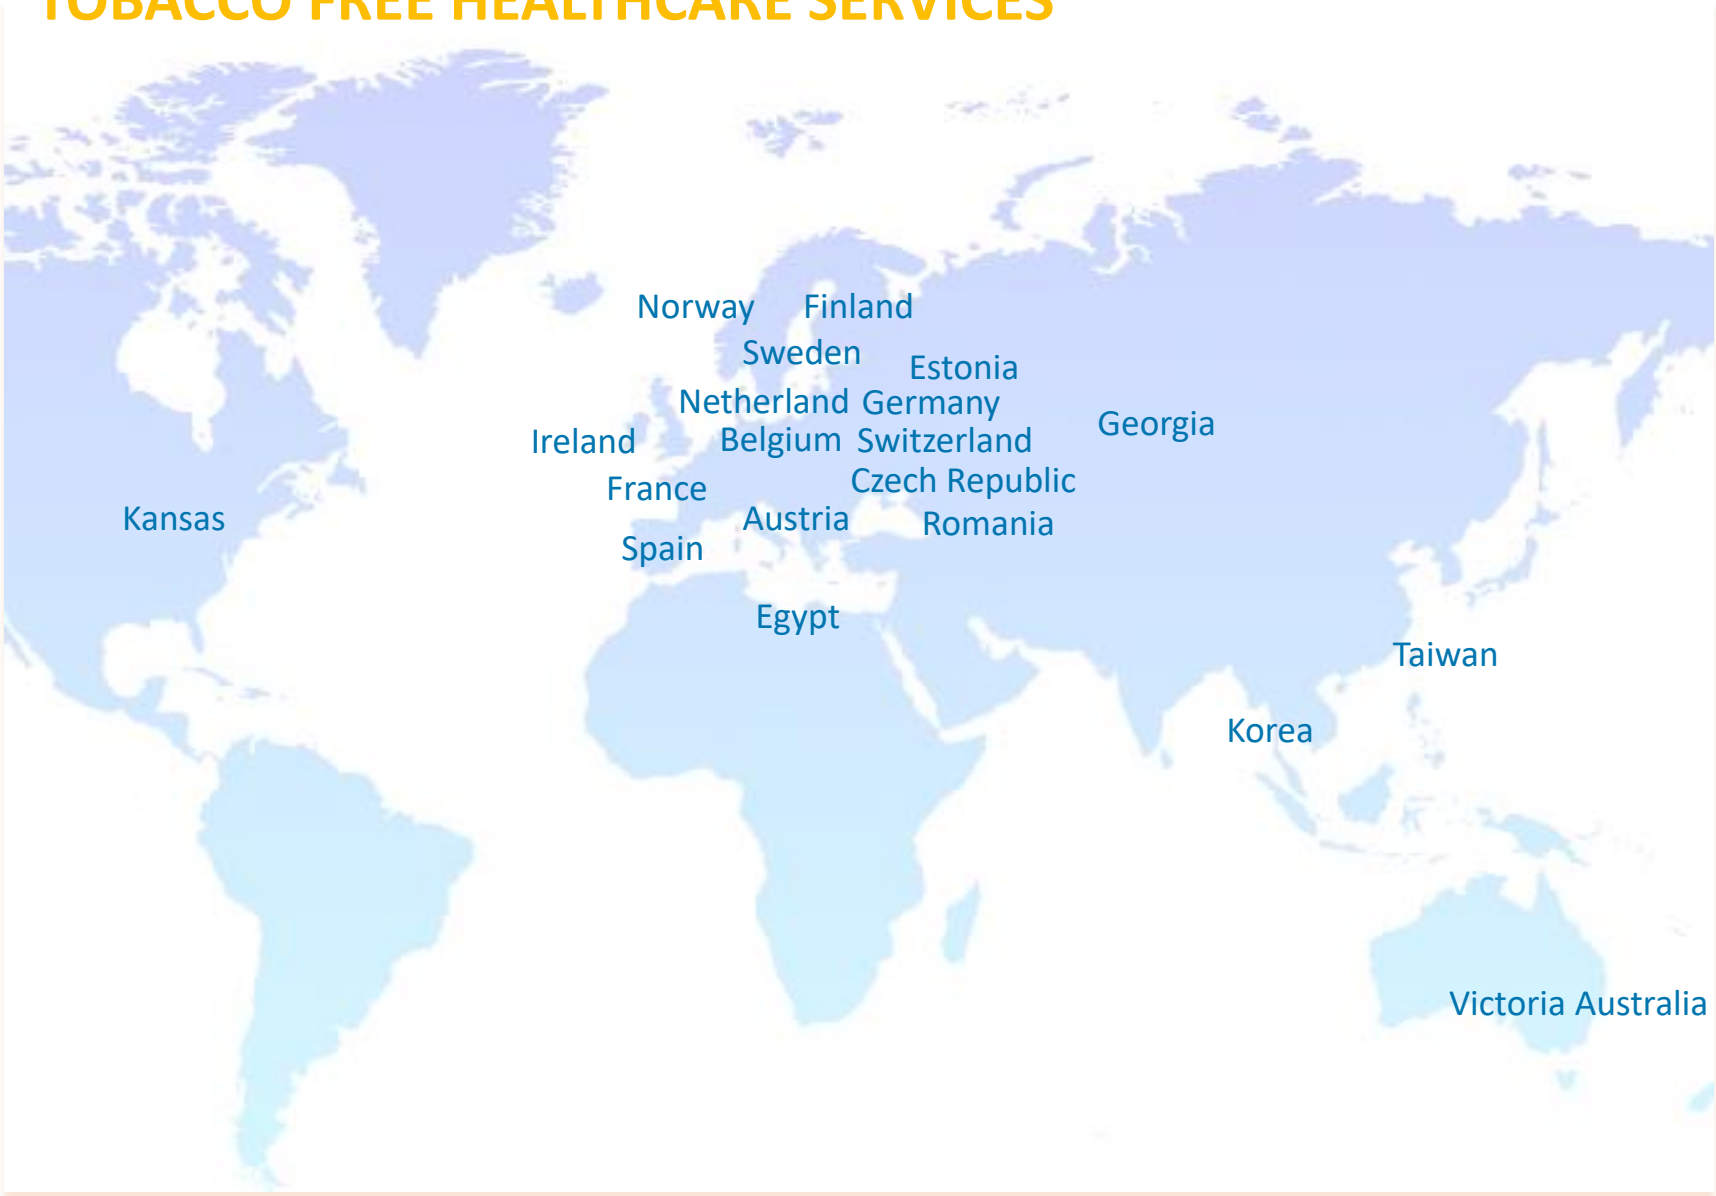 TOBACCO FREE HEALTHCARE SERVICES
Norway
Finland
Sweden
Estonia
Netherland
Germany
Georgia
Ireland
Belgium
Switzerland
France
Czech Republic
Kansas
Austria
Romania
Spain
Egypt
Taiwan
Korea
Victoria Australia